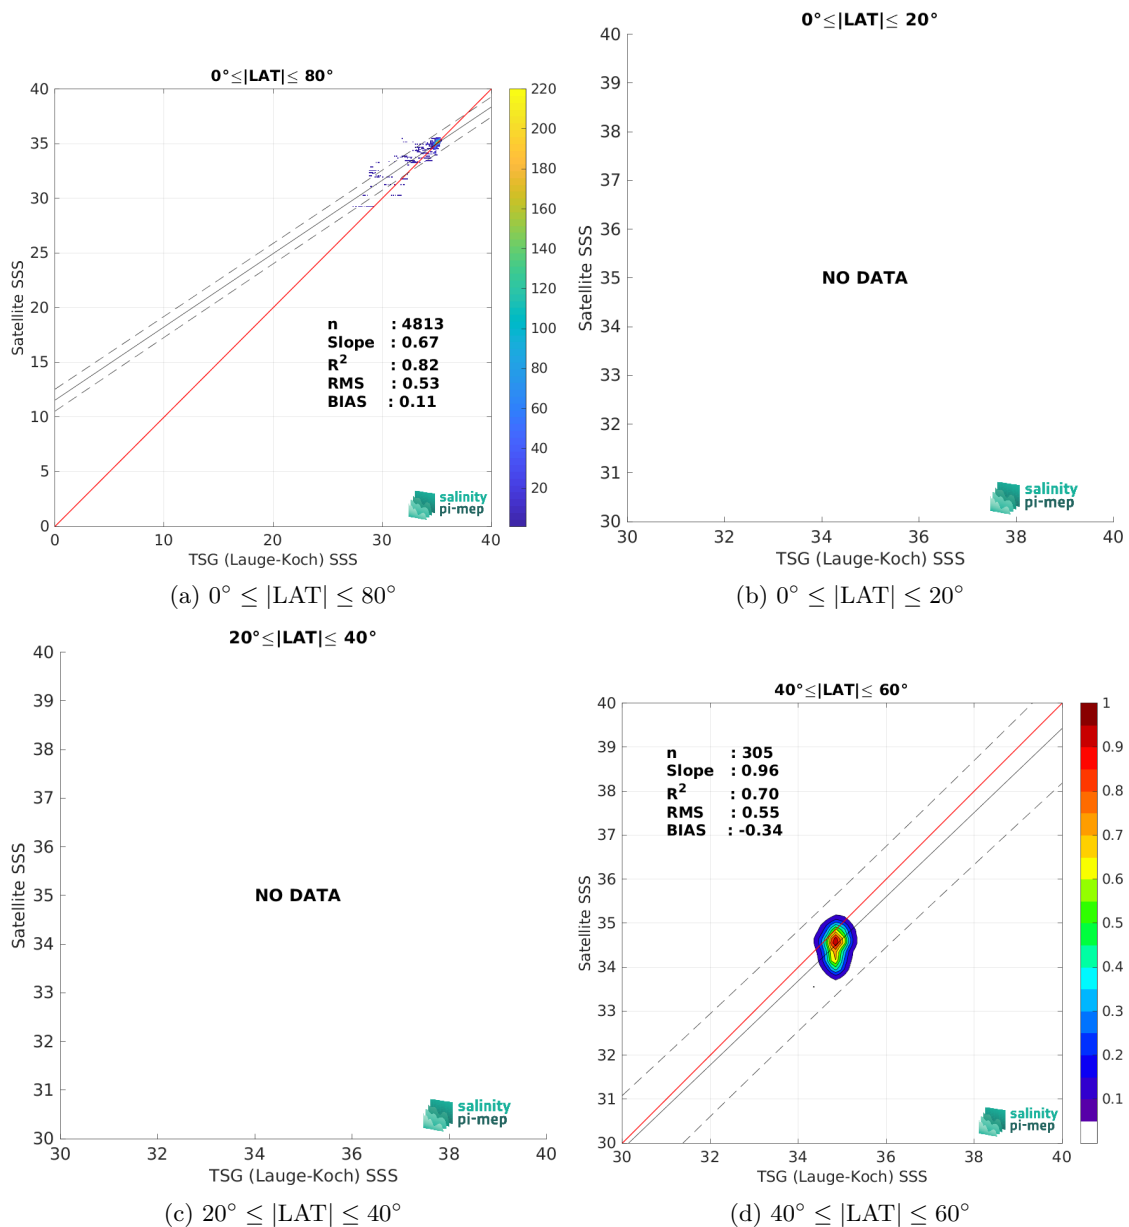 0°≤|LAT|≤ 80°
40
35
30
25
20
15
10
5
0
0
10
20
30
40
Satellite SSS
TSG (Lauge-Koch) SSS
n : 4813
Slope : 0.67
R² : 0.82
RMS : 0.53
BIAS : 0.11
220
200
180
160
140
120
100
80
60
40
20
salinity
pi-mep
(a) 0° ≤ |LAT| ≤ 80°
0°≤|LAT|≤ 20°
40
39
38
37
36
35
34
33
32
31
30
30
32
34
36
38
40
Satellite SSS
TSG (Lauge-Koch) SSS
NO DATA
salinity
pi-mep
(b) 0° ≤ |LAT| ≤ 20°
20°≤|LAT|≤ 40°
40
39
38
37
36
35
34
33
32
31
30
30
32
34
36
38
40
Satellite SSS
TSG (Lauge-Koch) SSS
NO DATA
salinity
pi-mep
(c) 20° ≤ |LAT| ≤ 40°
40°≤|LAT|≤ 60°
40
39
38
37
36
35
34
33
32
31
30
30
32
34
36
38
40
Satellite SSS
TSG (Lauge-Koch) SSS
n : 305
Slope : 0.96
R² : 0.70
RMS : 0.55
BIAS : -0.34
1
0.9
0.8
0.7
0.6
0.5
0.4
0.3
0.2
0.1
salinity
pi-mep
(d) 40° ≤ |LAT| ≤ 60°